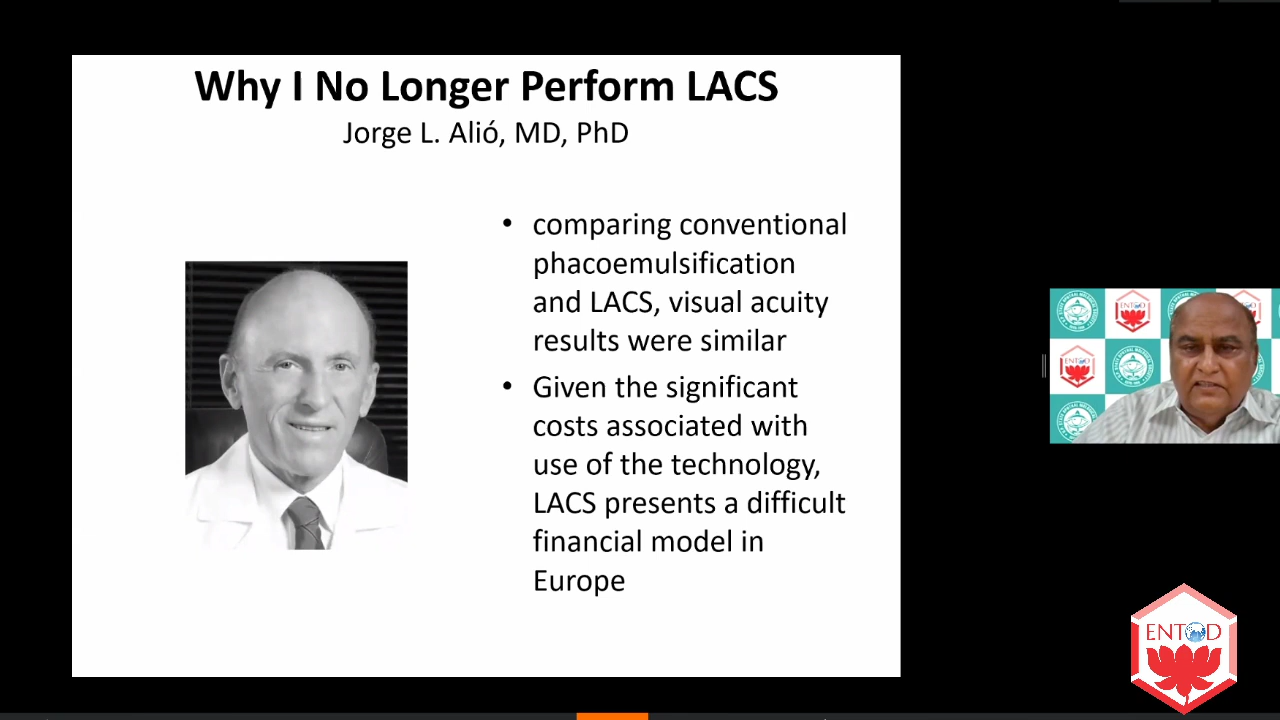 Why I No Longer Perform LACS
Jorge L. Alió, MD, PhD
• comparing conventional
phacoemulsification
and LACS, visual acuity
results were similar
• Given the significant
costs associated with
use of the technology,
LACS presents a difficult
financial model in
Europe
ENTOD
ENTOD
ENTOD